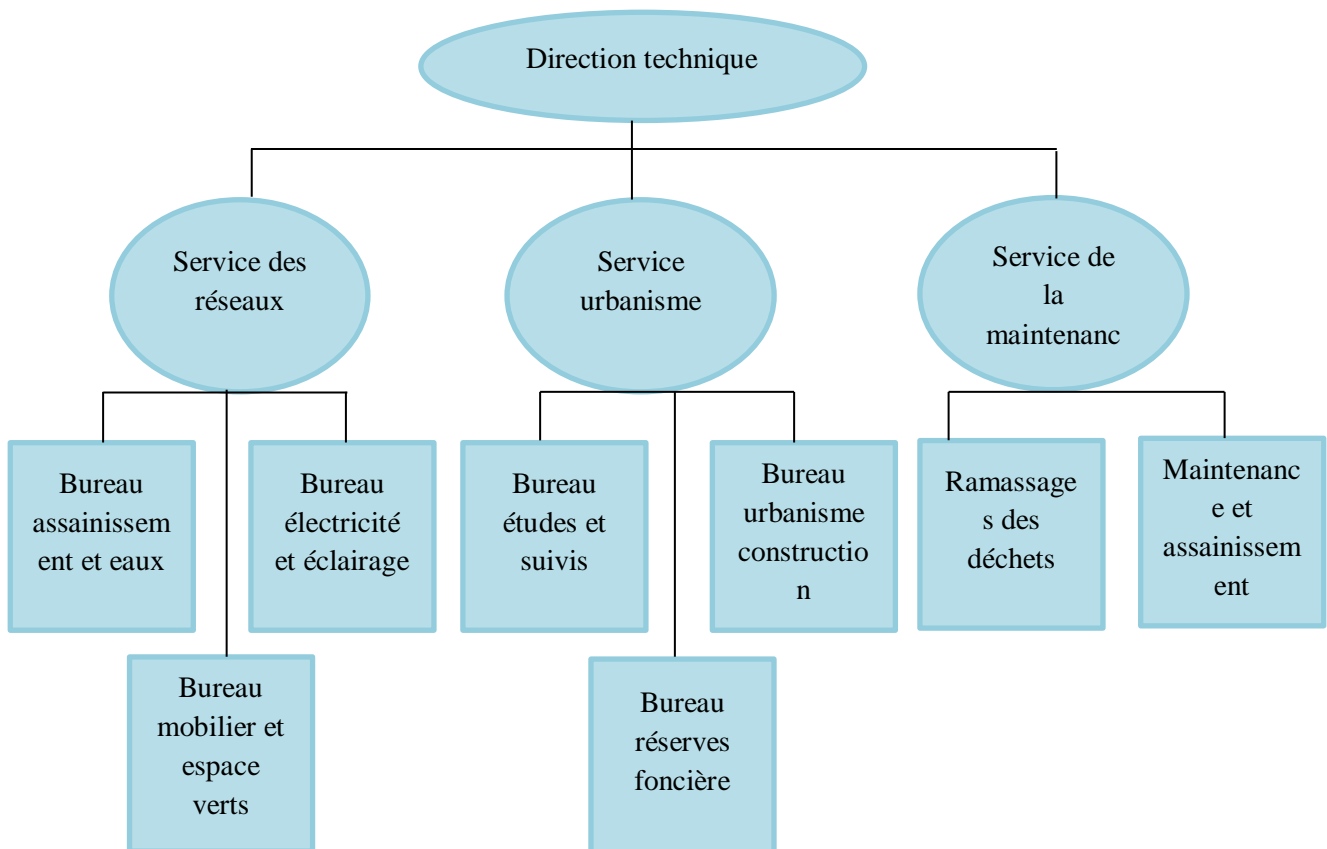 Direction technique
Service des
réseaux
Service
urbanisme
Service de
la
maintenanc
Bureau
assainissem
ent et eaux
Bureau
électricité
et éclairage
Bureau
études et
suivis
Bureau
urbanisme
constructio
n
Ramassage
s des
déchets
Maintenanc
e et
assainissem
ent
Bureau
mobilier et
espace
verts
Bureau
réserves
foncière